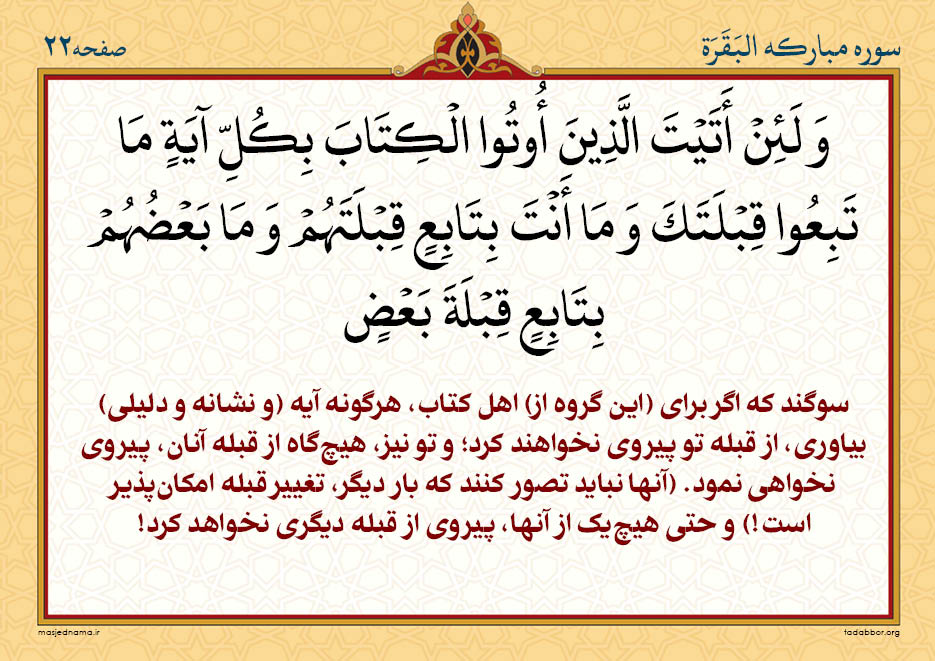 سوره مبارکه البَقَرَة
صفحه۲۲
وَ لَئِنْ أَتَيْتَ الَّذِينَ أُوتُوا الْكِتَابَ بِكُلِّ آيَةٍ مَا
تَبِعُوا قِبْلَتَكَ وَ مَا أَنْتَ بِتَابِعٍ قِبْلَتَهُمْ وَ مَا بَعْضُهُمْ
بِتَابِعٍ قِبْلَةَ بَعْضٍ
سوگند که اگر برای (این گروه از) اهل کتاب، هرگونه آیه (و نشانه و دلیلی)
بیاوری، از قبله تو پیروی نخواهند کرد؛ و تو نیز، هیچ‌گاه از قبله آنان، پیروی
نخواهی نمود. (آنها نباید تصور کنند که بار دیگر، تغییر قبله امکان‌پذیر
است!) و حتی هیچ‌یک از آنها، پیروی از قبله دیگری نخواهد کرد!
masjednama.ir
tadabbor.org